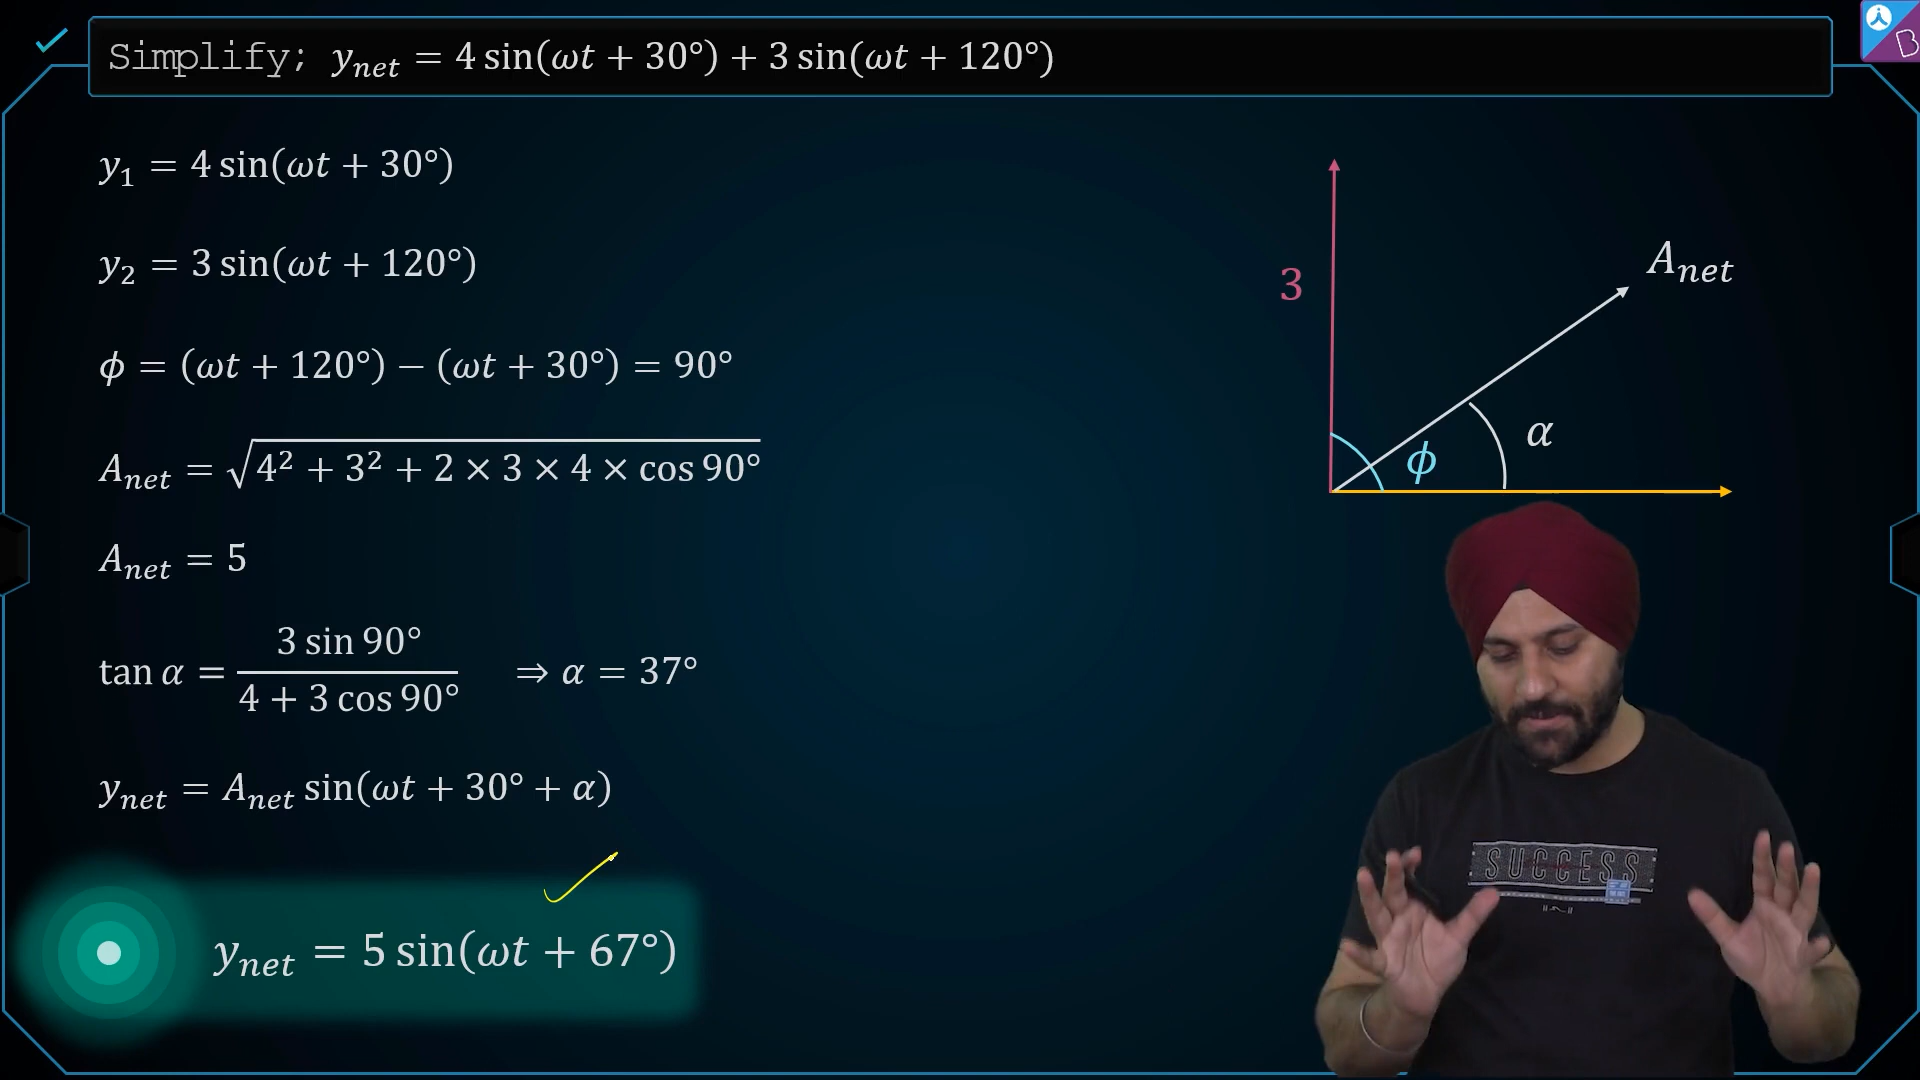 Simplify; y_net = 4 sin(ωt + 30°) + 3 sin(ωt + 120°)
y₁ = 4 sin(ωt + 30°)
y₂ = 3 sin(ωt + 120°)
ϕ = (ωt + 120°) − (ωt + 30°) = 90°
A_net = √(4² + 3² + 2 × 3 × 4 × cos 90°)
A_net = 5
tan α = (3 sin 90°)/(4 + 3 cos 90°) ⇒ α = 37°
y_net = A_net sin(ωt + 30° + α)
y_net = 5 sin(ωt + 67°)
A_net
3
α
ϕ
SUCCESS